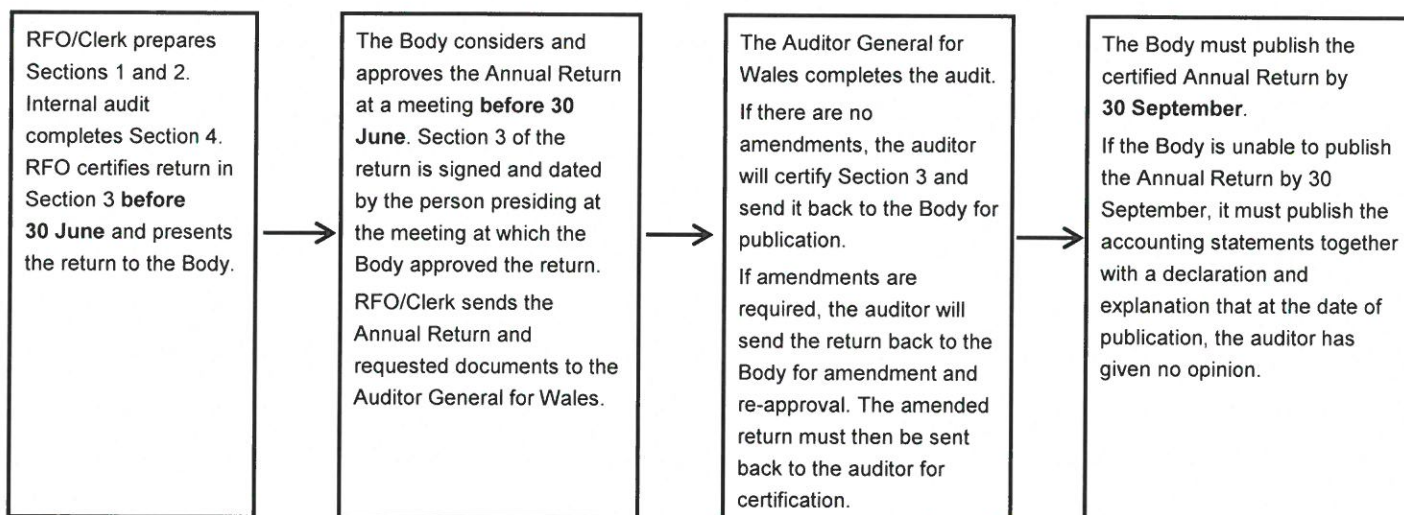 RFO/Clerk prepares
Sections 1 and 2.
Internal audit
completes Section 4.
RFO certifies return in
Section 3 before
30 June and presents
the return to the Body.
The Body considers and
approves the Annual Return
at a meeting before 30
June. Section 3 of the
return is signed and dated
by the person presiding at
the meeting at which the
Body approved the return.
RFO/Clerk sends the
Annual Return and
requested documents to the
Auditor General for Wales.
The Auditor General for
Wales completes the audit.
If there are no
amendments, the auditor
will certify Section 3 and
send it back to the Body for
publication.
If amendments are
required, the auditor will
send the return back to the
Body for amendment and
re-approval. The amended
return must then be sent
back to the auditor for
certification.
The Body must publish the
certified Annual Return by
30 September.
If the Body is unable to publish
the Annual Return by 30
September, it must publish the
accounting statements together
with a declaration and
explanation that at the date of
publication, the auditor has
given no opinion.